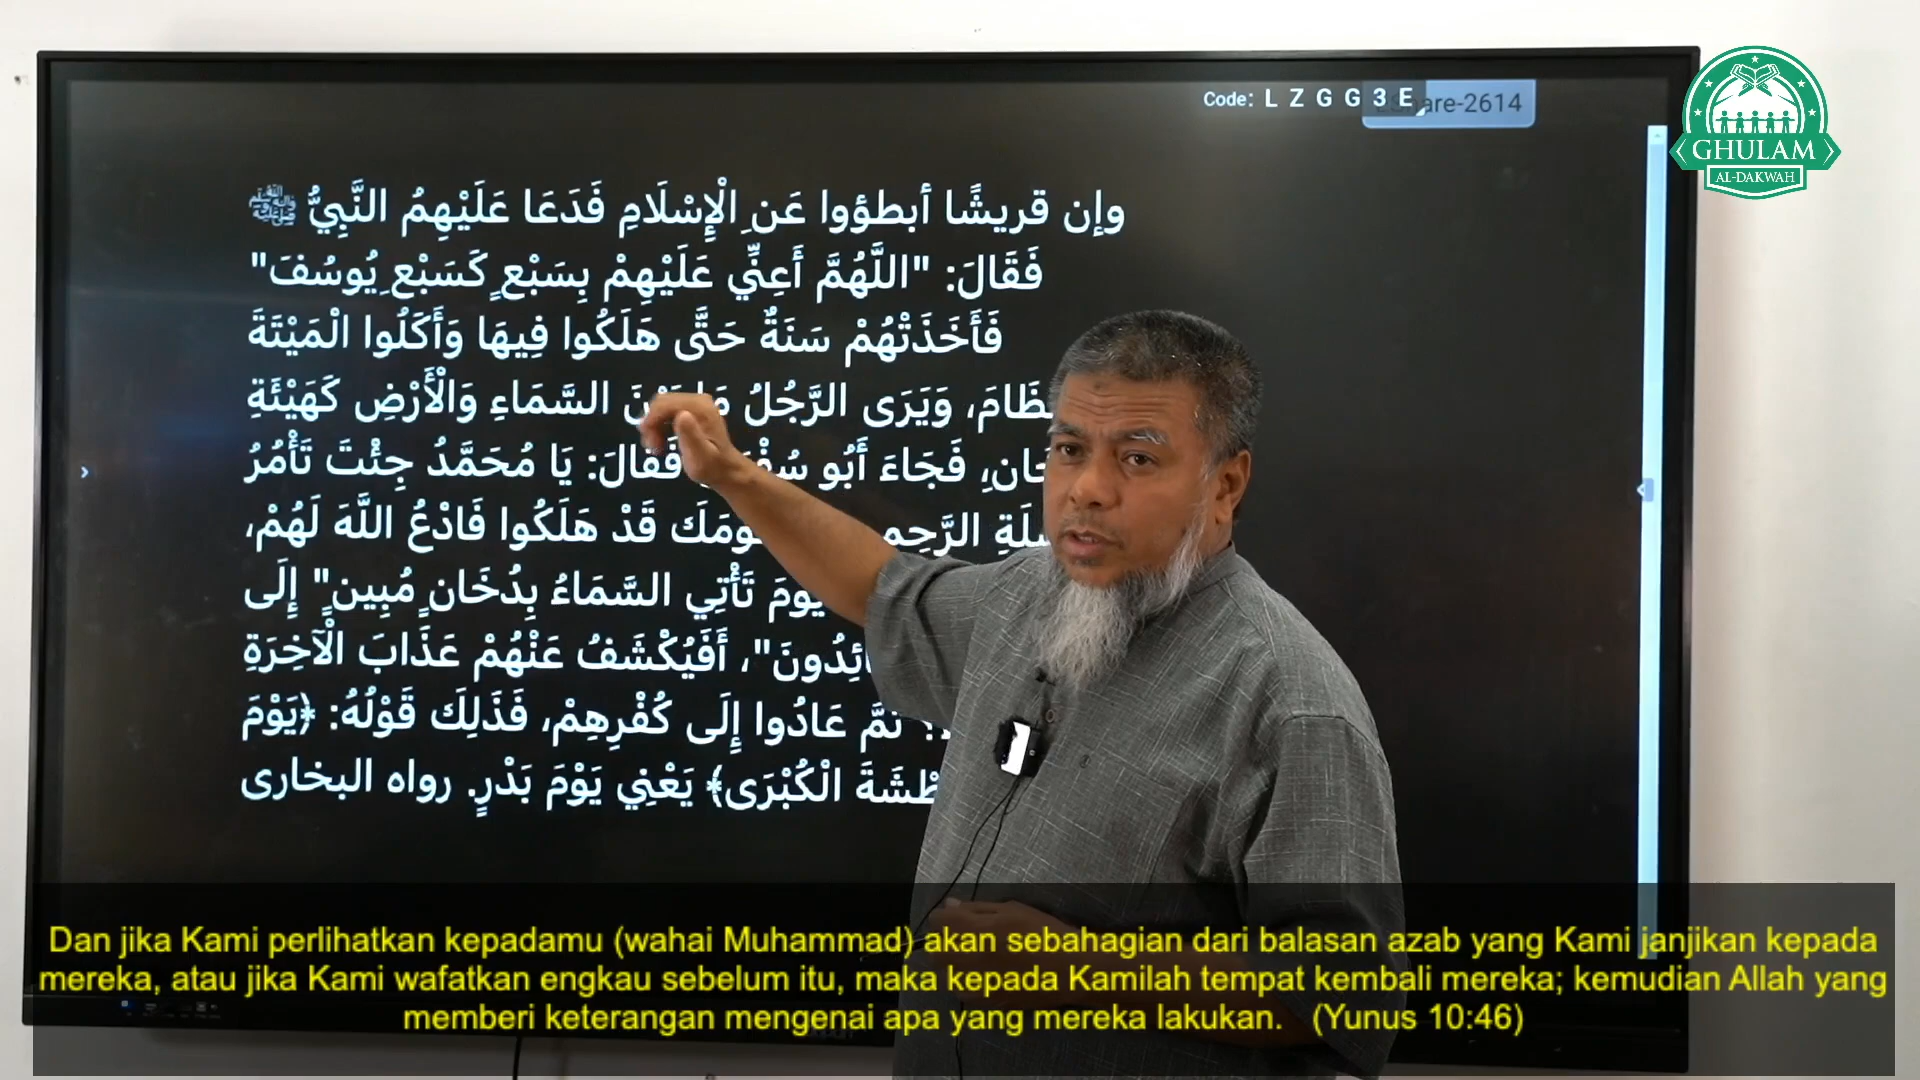 Code: L Z G G 3 E
are-2614
GHULAM
AL-DAKWAH
وإن قريشًا أبطؤوا عَنِ الْإِسْلَامِ فَدَعَا عَلَيْهِمُ النَّبِيُّ ﷺ
فَقَالَ: "اللَّهُمَّ أَعِنِّي عَلَيْهِمْ بِسَبْعٍ كَسَبْعِ يُوسُفَ"
فَأَخَذَتْهُمْ سَنَةٌ حَتَّى هَلَكُوا فِيهَا وَأَكَلُوا الْمَيْتَةَ
وَيَرَى الرَّجُلُ السَّمَاءِ وَالْأَرْضِ كَهَيْئَةِ
فَجَاءَ أَبُو فَقَالَ: يَا مُحَمَّدُ جِئْتَ تَأْمُرُ
الرَّحِمِ قَدْ هَلَكُوا فَادْعُ اللَّهَ لَهُمْ،
تَأْتِي السَّمَاءُ بِدُخَانٍ مُبِينٍ" إِلَى
أَفَيُكْشَفُ عَنْهُمْ عَذَابَ الْآخِرَةِ
ثُمَّ عَادُوا إِلَى كُفْرِهِمْ، فَذَلِكَ قَوْلُهُ: ﴿يَوْمَ
الْكُبْرَى﴾ يَعْنِي يَوْمَ بَدْرٍ. رواه البخارى
Dan jika Kami perlihatkan kepadamu (wahai Muhammad) akan sebahagian dari balasan azab yang Kami janjikan kepada
mereka, atau jika Kami wafatkan engkau sebelum itu, maka kepada Kamilah tempat kembali mereka; kemudian Allah yang
memberi keterangan mengenai apa yang mereka lakukan. (Yunus 10:46)